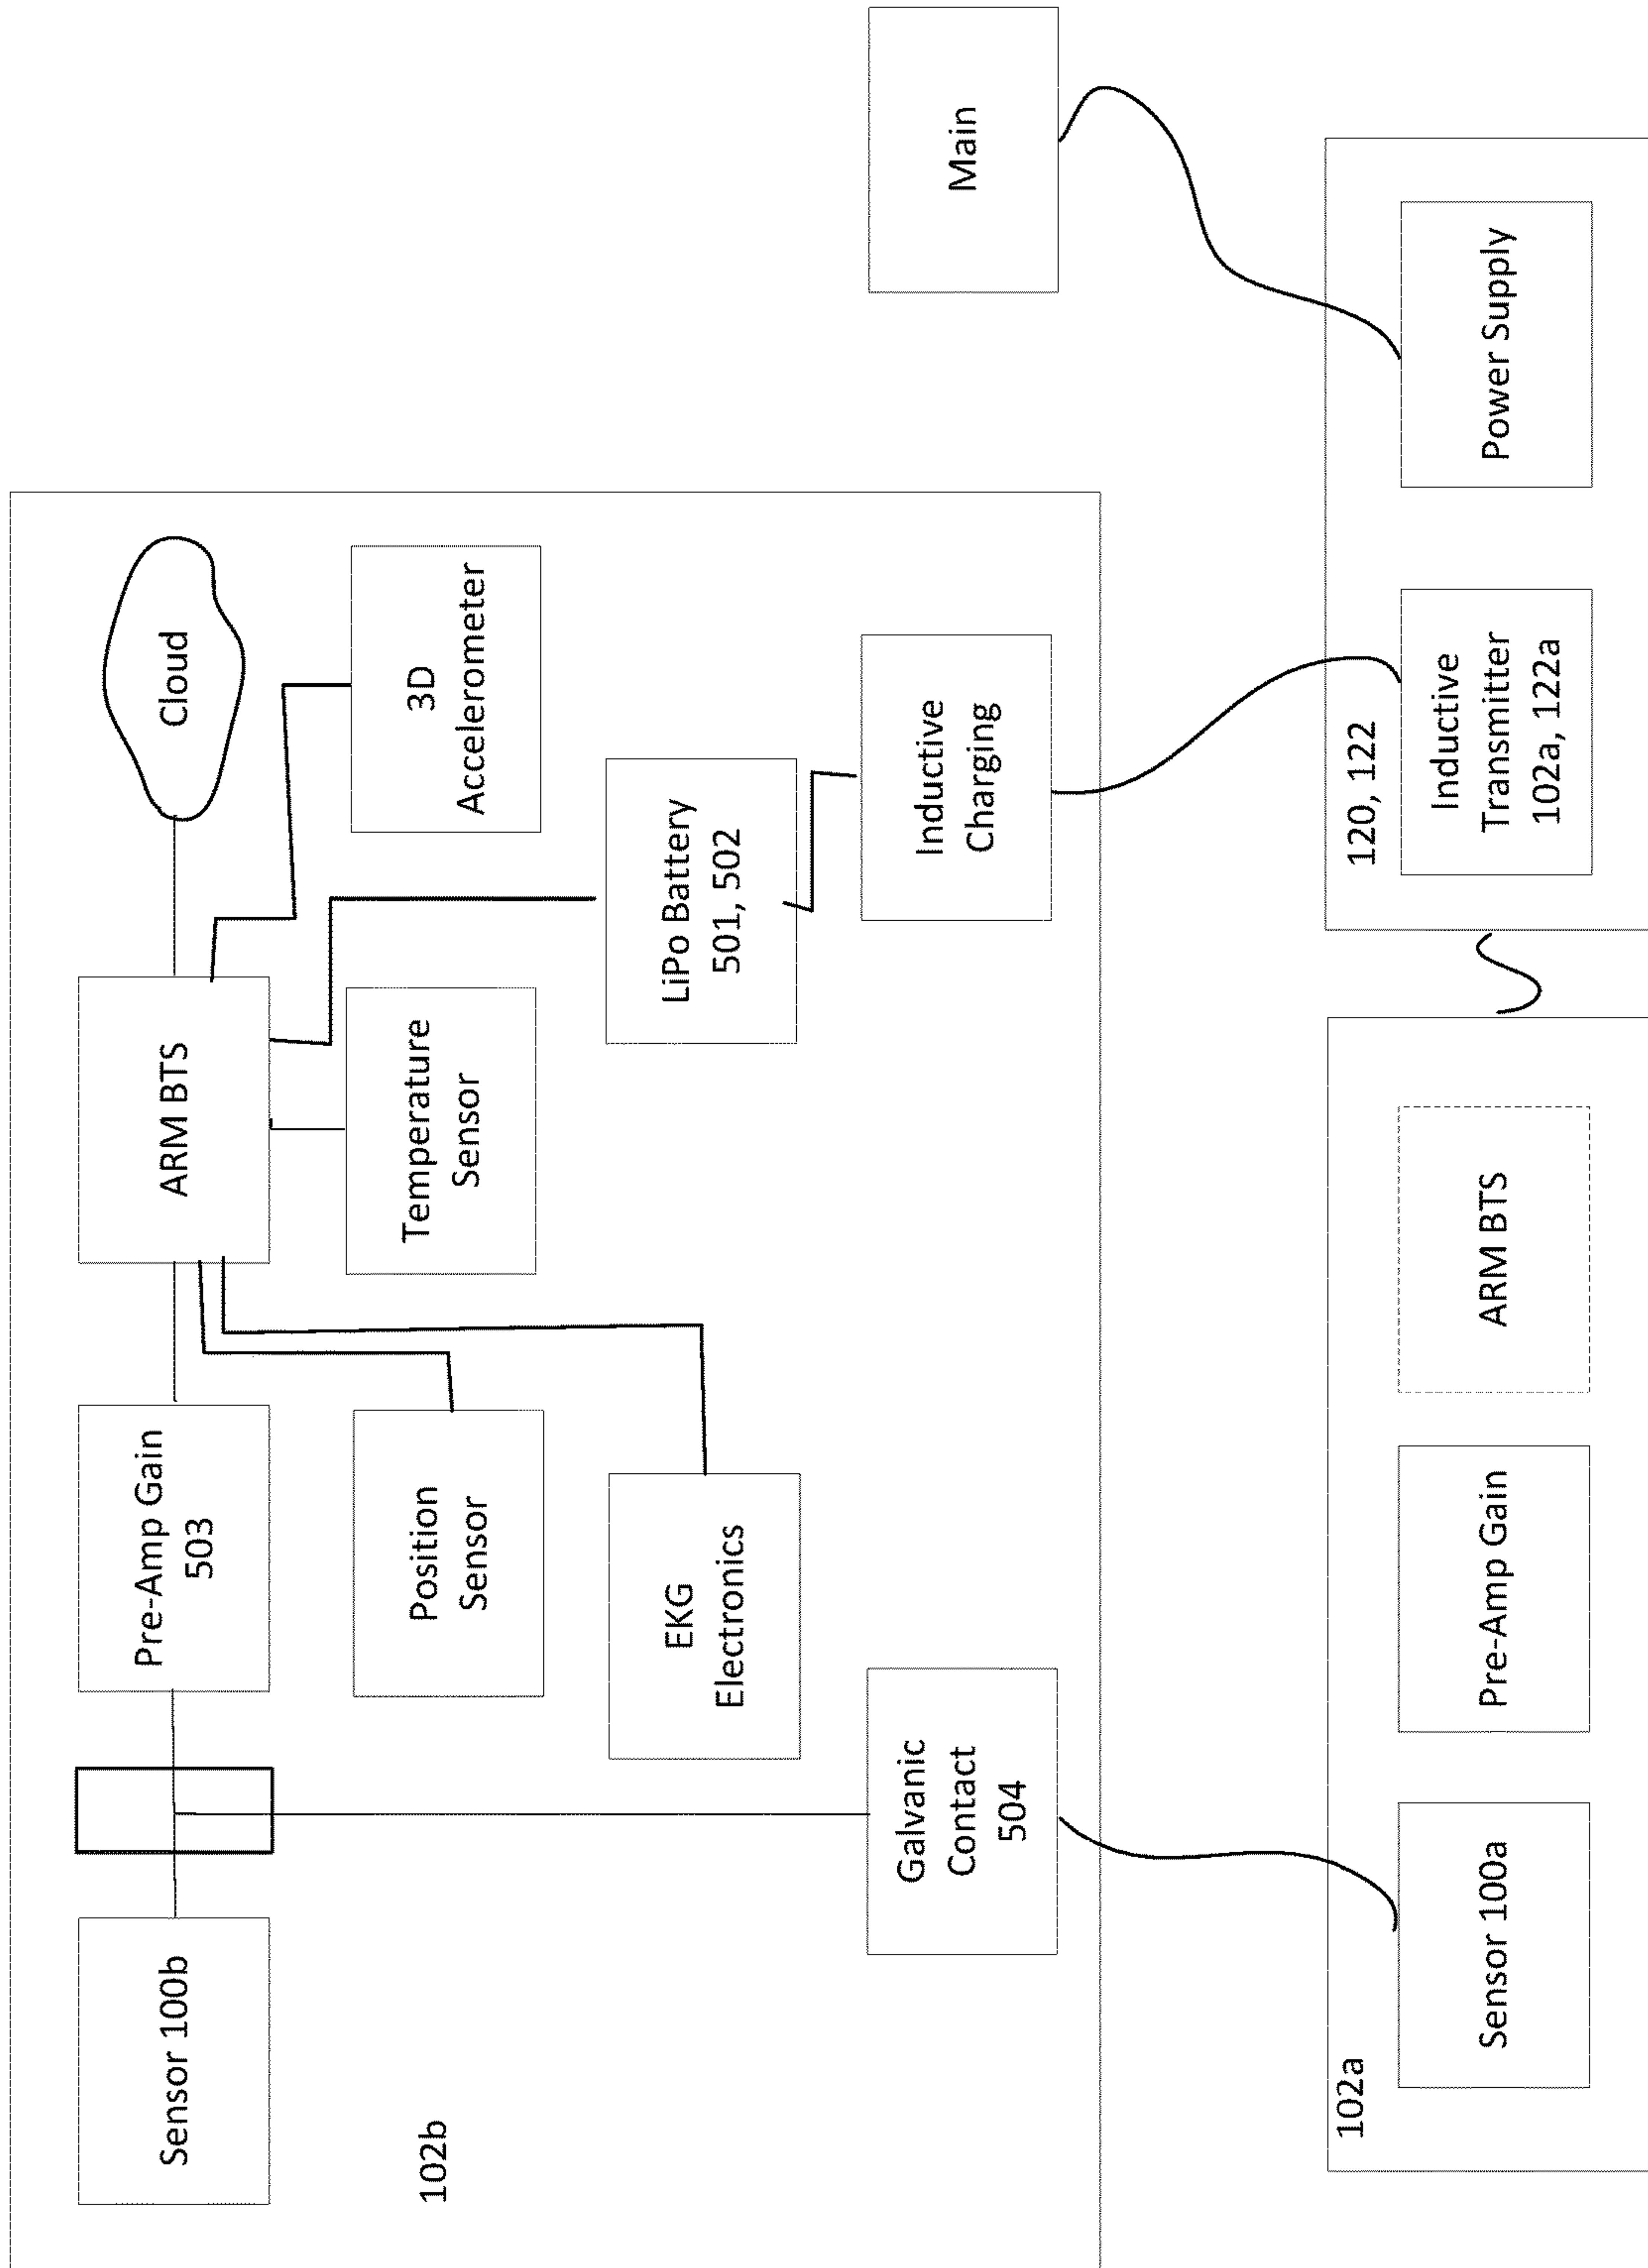 Sensor 100b
Pre-Amp Gain
503
ARM BTS
Cloud
Position
Sensor
Temperature
Sensor
3D
Accelerometer
102b
EKG
Electronics
LiPo Battery
501, 502
Galvanic
Contact
504
Inductive
Charging
Main
102a
Sensor 100a
Pre-Amp Gain
ARM BTS
120, 122
Inductive
Transmitter
102a, 122a
Power Supply